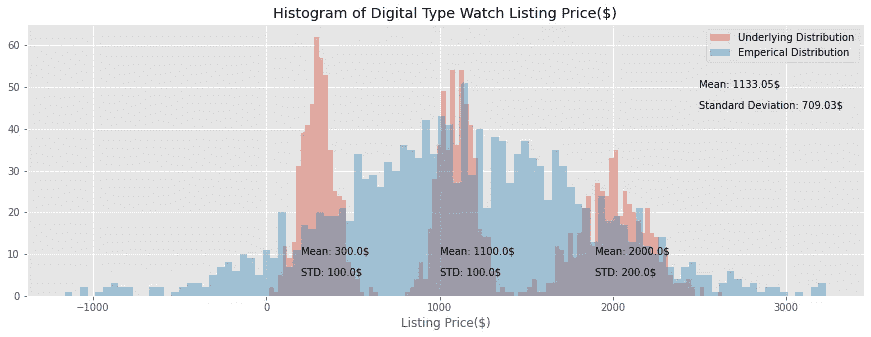 Histogram of Digital Type Watch Listing Price($)
Underlying Distribution
Emperical Distribution
Mean: 1133.05$
Standard Deviation: 709.03$
60
50
40
30
20
10
0
Mean: 300.0$
STD: 100.0$
Mean: 1100.0$
STD: 100.0$
Mean: 2000.0$
STD: 200.0$
−1000
0
1000
2000
3000
Listing Price($)